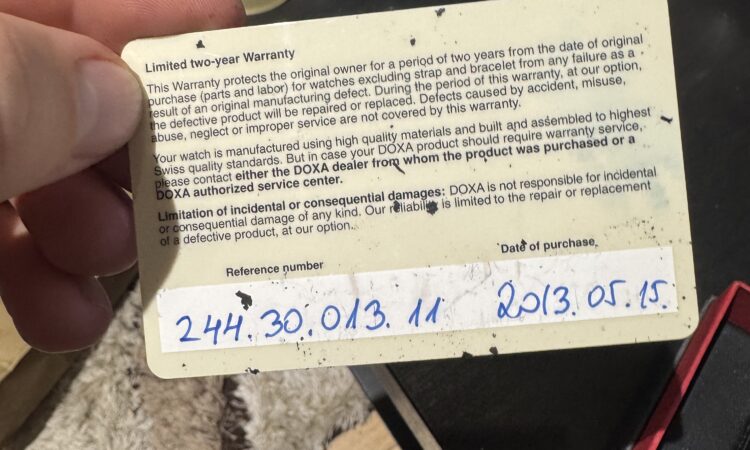 Limited two-year Warranty
This Warranty protects the original owner for a period of two years from the date of original
purchase (parts and labor) for watches excluding strap and bracelet from any failure as a
result of an original manufacturing defect. During the period of this warranty, at our option,
the defective product will be repaired or replaced. Defects caused by accident, misuse,
abuse, neglect or improper service are not covered by this warranty.
Your watch is manufactured using high quality materials and built and assembled to highest
Swiss quality standards. But in case your DOXA product should require warranty service,
please contact either the DOXA dealer from whom the product was purchased or a
DOXA authorized service center.
Limitation of incidental or consequential damages: DOXA is not responsible for incidental
or consequential damage of any kind. Our reliability is limited to the repair or replacement
of a defective product, at our option.
Reference number Date of purchase
244.30.013.11 2013.05.15.